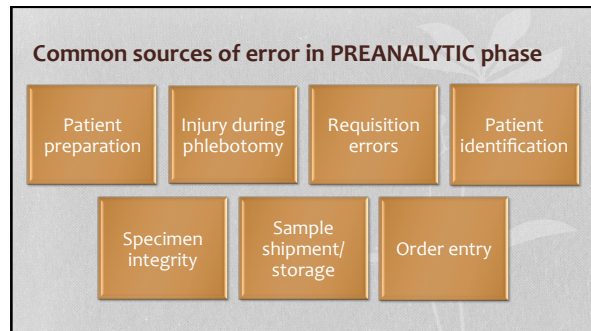 Common sources of error in PREANALYTIC phase
Patient
preparation
Injury during
phlebotomy
Requisition
errors
Patient
identification
Specimen
integrity
Sample
shipment/
storage
Order entry